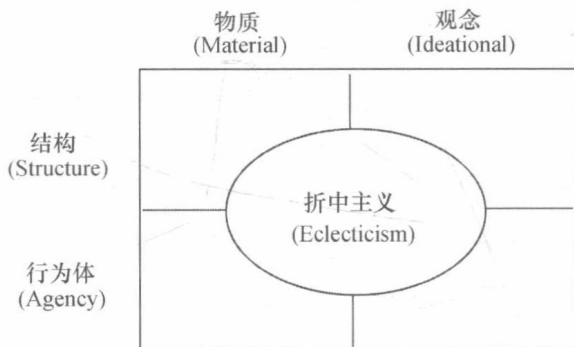 物质
(Material)
观念
(Ideational)
结构
(Structure)
折中主义
(Eclecticism)
行为体
(Agency)